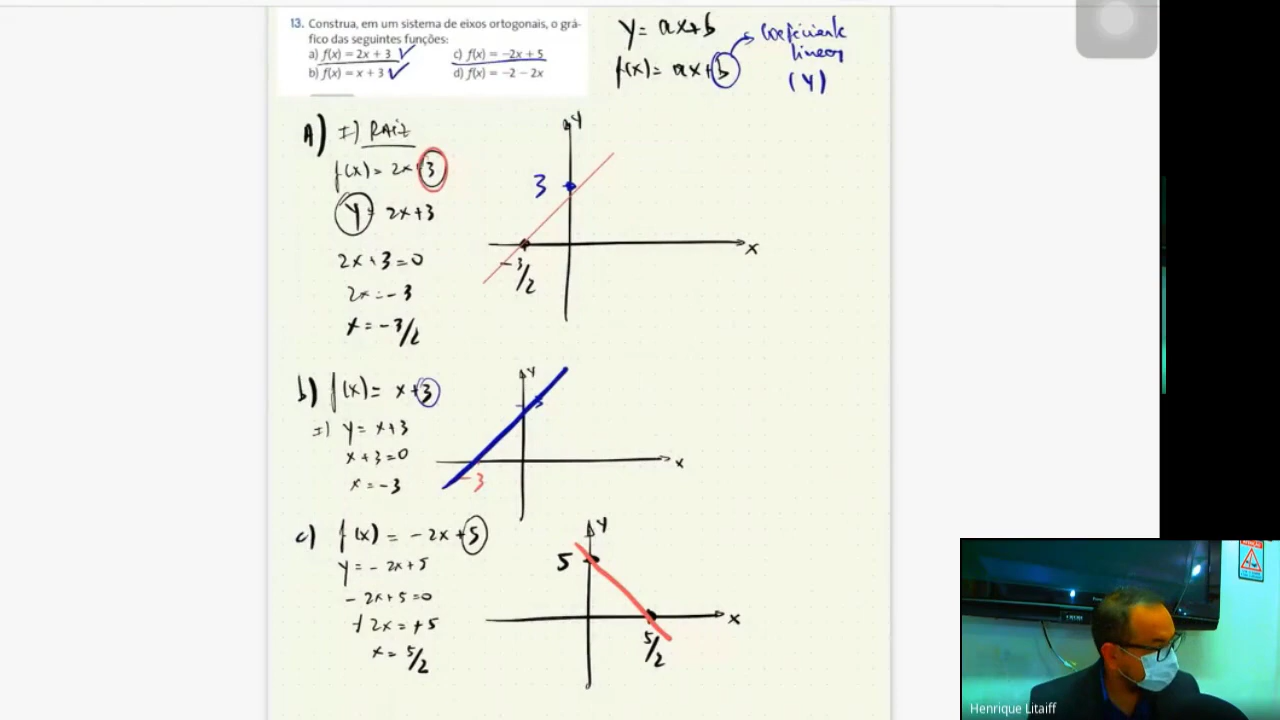 13. Construa, em um sistema de eixos ortogonais, o grá-
fico das seguintes funções:
a) f(x) = 2x + 3 c) f(x) = −2x + 5
b) f(x) = x + 3 d) f(x) = −2 − 2x
y = ax+b
f(x) = ax+b
coeficiente
linear
(y)
A) I) RAIZ
f(x) = 2x+3
y = 2x+3
2x+3=0
2x=-3
x=-3/2
y
3
-3/2
x
b) f(x) = x+3
I) y = x+3
x+3=0
x=-3
y
3
-3
x
c) f(x) = -2x+5
y = -2x+5
-2x+5=0
+2x=+5
x=5/2
y
5
5/2
x
Henrique Litaiff